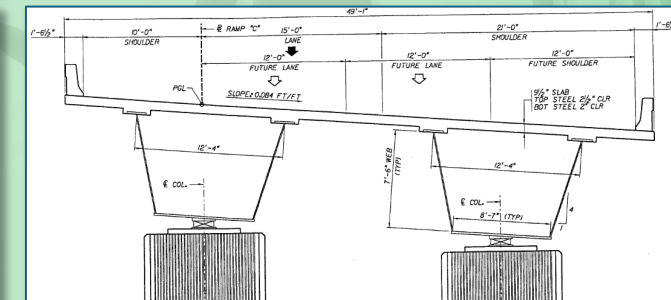 49'-1"
1'-6½"
10'-0"
SHOULDER
℄ RAMP "C"
15'-0"
LANE
21'-0"
SHOULDER
1'-6½"
12'-0"
FUTURE LANE
12'-0"
FUTURE LANE
12'-0"
FUTURE SHOULDER
PGL
SLOPE=0.084 FT/FT
9½" SLAB
TOP STEEL 2½" CLR
BOT STEEL 2" CLR
12'-4"
7'-6" WEB
(TYP)
12'-4"
℄ COL.
℄ COL.
8'-7" (TYP)
4
1